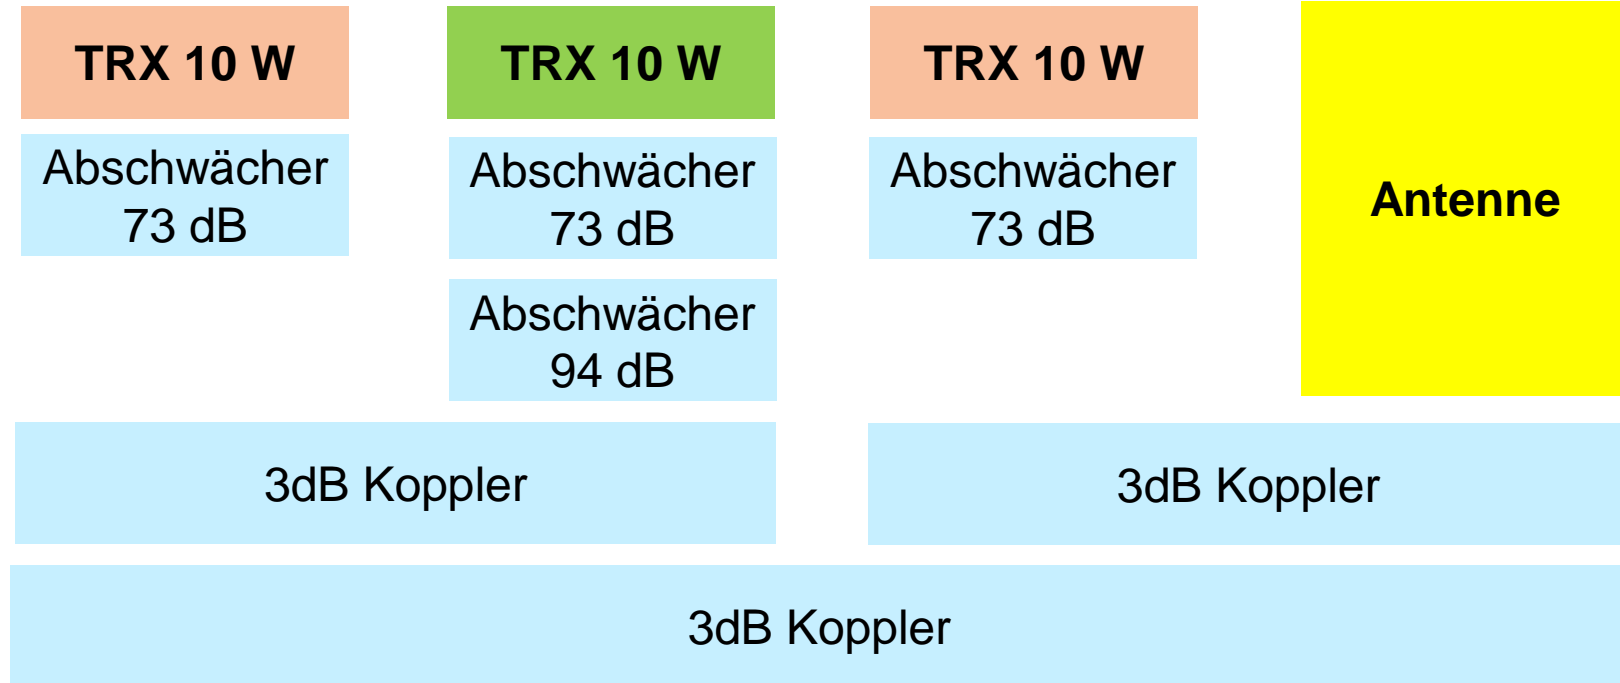 TRX 10 W
TRX 10 W
TRX 10 W
Antenne
Abschwächer
73 dB
Abschwächer
73 dB
Abschwächer
73 dB
Abschwächer
94 dB
3dB Koppler
3dB Koppler
3dB Koppler